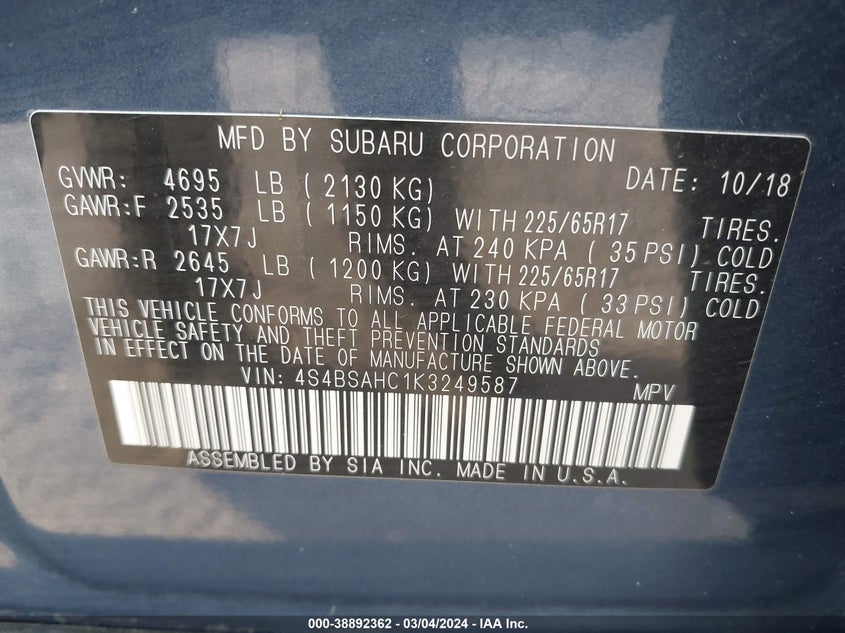 MFD BY SUBARU CORPORATION
GVWR: 4695 LB ( 2130 KG) DATE: 10/18
GAWR:F 2535 LB ( 1150 KG) WITH 225/65R17 TIRES.
17X7J RIMS. AT 240 KPA ( 35 PSI) COLD
GAWR:R 2645 LB ( 1200 KG) WITH 225/65R17 TIRES.
17X7J RIMS. AT 230 KPA ( 33 PSI) COLD
THIS VEHICLE CONFORMS TO ALL APPLICABLE FEDERAL MOTOR
VEHICLE SAFETY AND THEFT PREVENTION STANDARDS
IN EFFECT ON THE DATE OF MANUFACTURE SHOWN ABOVE.
VIN: 4S4BSAHC1K3249587 MPV
ASSEMBLED BY SIA INC. MADE IN U.S.A.
000-38892362 - 03/04/2024 - IAA Inc.